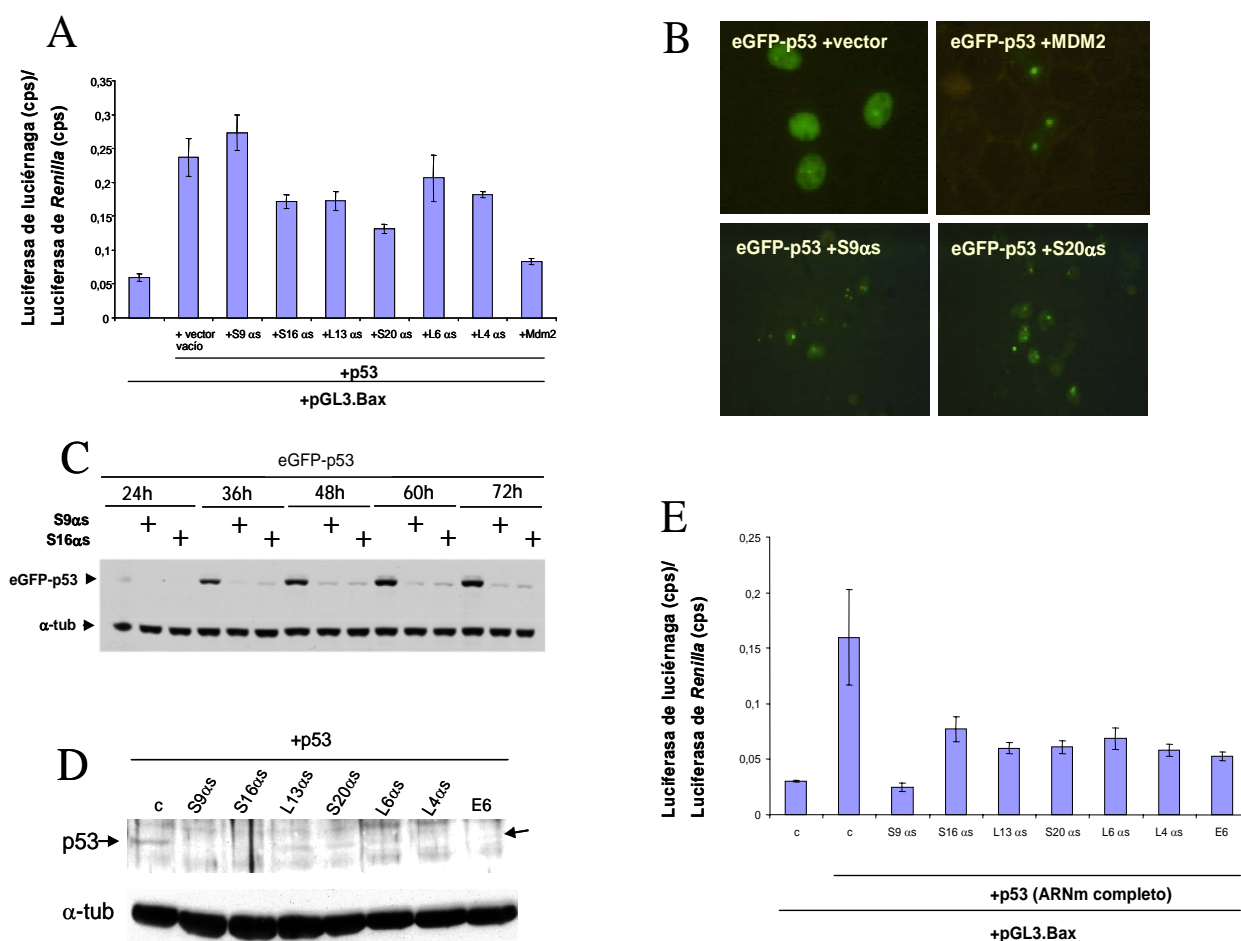 A
Luciferasa de luciérnaga (cps)/
Luciferasa de Renilla (cps)
0,35
0,3
0,25
0,2
0,15
0,1
0,05
0
+ vector
vacío
+S9 αs
+S16 αs
+L13 αs
+S20 αs
+L6 αs
+L4 αs
+Mdm2
+p53
+pGL3.Bax
B
eGFP-p53 +vector
eGFP-p53 +MDM2
eGFP-p53 +S9αs
eGFP-p53 +S20αs
C
eGFP-p53
24h 36h 48h 60h 72h
S9αs + + + + +
S16αs + + + + +
eGFP-p53
α-tub
D
+p53
c S9αs S16αs L13αs S20αs L6αs L4αs E6
p53
α-tub
E
Luciferasa de luciérnaga (cps)/
Luciferasa de Renilla (cps)
0,25
0,2
0,15
0,1
0,05
0
c c S9 αs S16 αs L13 αs S20 αs L6 αs L4 αs E6
+p53 (ARNm completo)
+pGL3.Bax